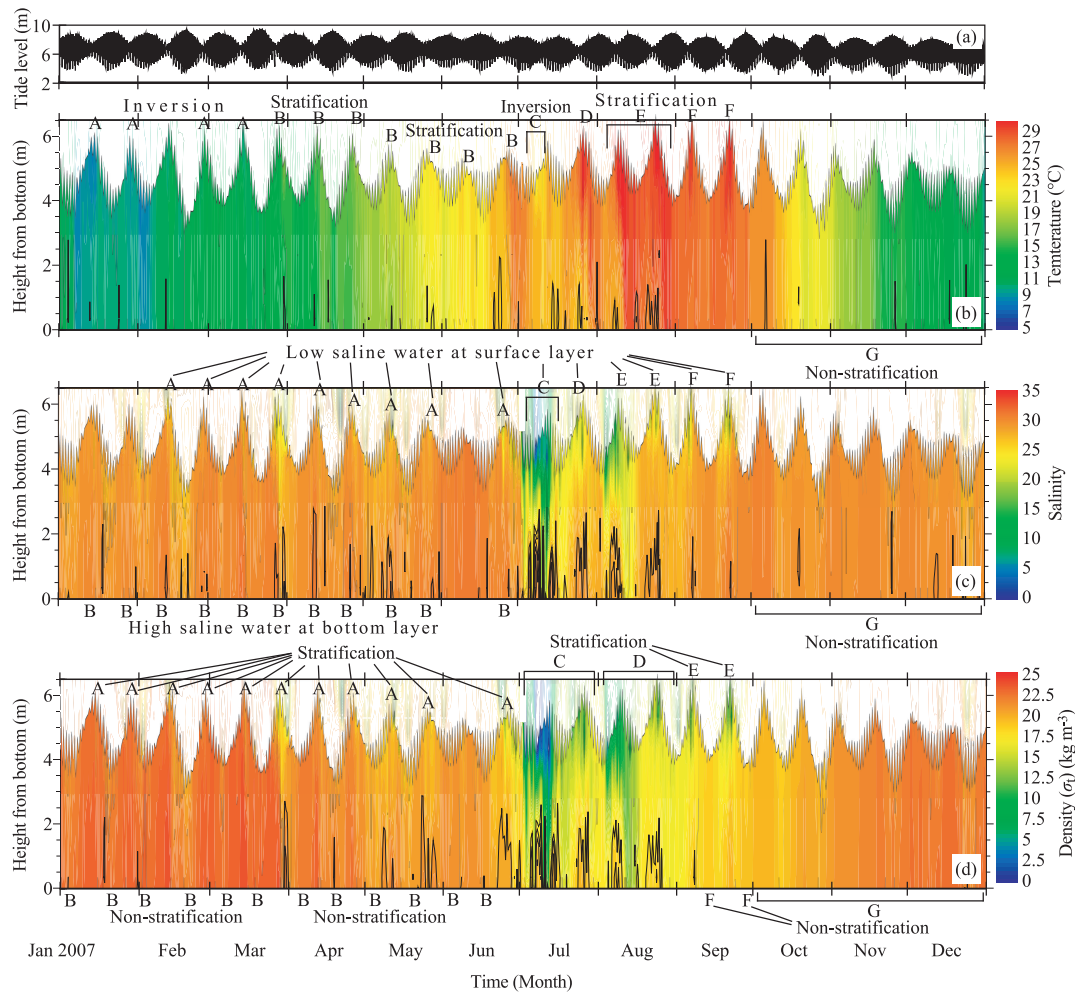 10
6
2
Tide level (m)
(a)
Inversion
Stratification
Inversion
Stratification
A A A A B B B B Stratification B B B C D E F F
6
4
2
0
Height from bottom (m)
(b)
29
27
25
23
21
19
17
15
13
11
9
7
5
Temterature (°C)
G
Low saline water at surface layer
Non-stratification
A A A A A A A A A C D E E F F
6
4
2
0
Height from bottom (m)
(c)
35
30
25
20
15
10
5
0
Salinity
B B B B B B B B B B B
G
High saline water at bottom layer
Non-stratification
Stratification
Stratification
A A A A A A A A A A A C D E E
6
4
2
0
Height from bottom (m)
(d)
25
22.5
20
17.5
15
12.5
10
7.5
5
2.5
0
Density (σt) (kg m-3)
B B B B B B B B B B B B F F G
Non-stratification
Non-stratification
Non-stratification
Jan 2007 Feb Mar Apr May Jun Jul Aug Sep Oct Nov Dec
Time (Month)